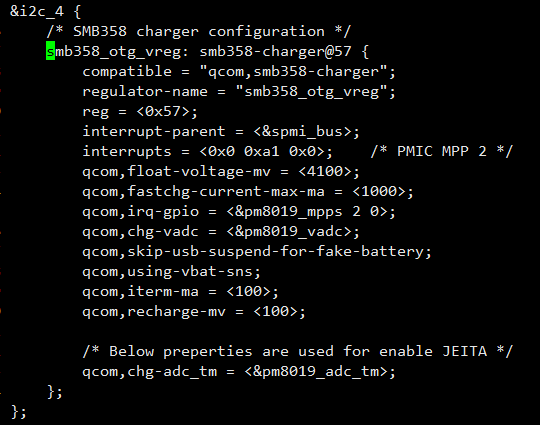 &i2c_4 {
/* SMB358 charger configuration */
smb358_otg_vreg: smb358-charger@57 {
compatible = "qcom,smb358-charger";
regulator-name = "smb358_otg_vreg";
reg = <0x57>;
interrupt-parent = <&spmi_bus>;
interrupts = <0x0 0xa1 0x0>;    /* PMIC MPP 2 */
qcom,float-voltage-mv = <4100>;
qcom,fastchg-current-max-ma = <1000>;
qcom,irq-gpio = <&pm8019_mpps 2 0>;
qcom,chg-vadc = <&pm8019_vadc>;
qcom,skip-usb-suspend-for-fake-battery;
qcom,using-vbat-sns;
qcom,iterm-ma = <100>;
qcom,recharge-mv = <100>;
/* Below preperties are used for enable JEITA */
qcom,chg-adc_tm = <&pm8019_adc_tm>;
};
};